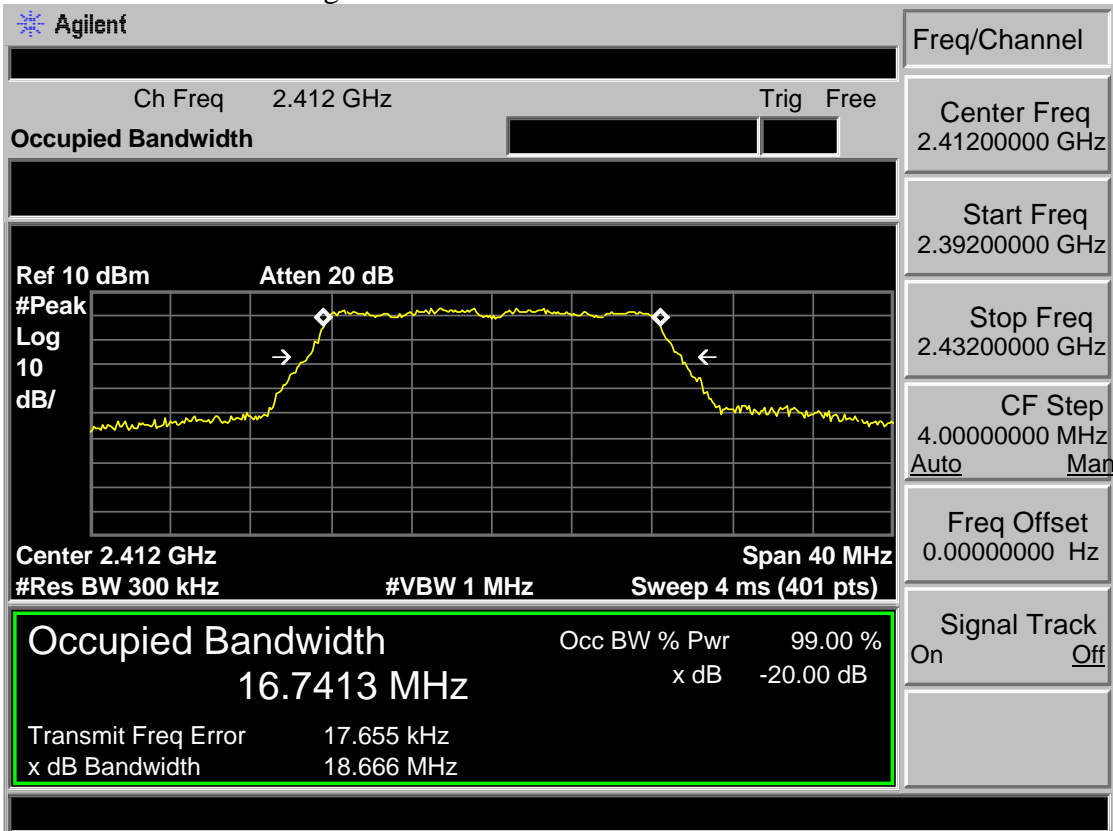 Agilent
Freq/Channel
Ch Freq 2.412 GHz Trig Free
Occupied Bandwidth
Center Freq
2.41200000 GHz
Start Freq
2.39200000 GHz
Stop Freq
2.43200000 GHz
CF Step
4.00000000 MHz
Auto Man
Freq Offset
0.00000000 Hz
Signal Track
On Off
Ref 10 dBm Atten 20 dB
#Peak
Log
10
dB/
Center 2.412 GHz Span 40 MHz
#Res BW 300 kHz #VBW 1 MHz Sweep 4 ms (401 pts)
Occupied Bandwidth Occ BW % Pwr 99.00 %
16.7413 MHz x dB -20.00 dB
Transmit Freq Error 17.655 kHz
x dB Bandwidth 18.666 MHz